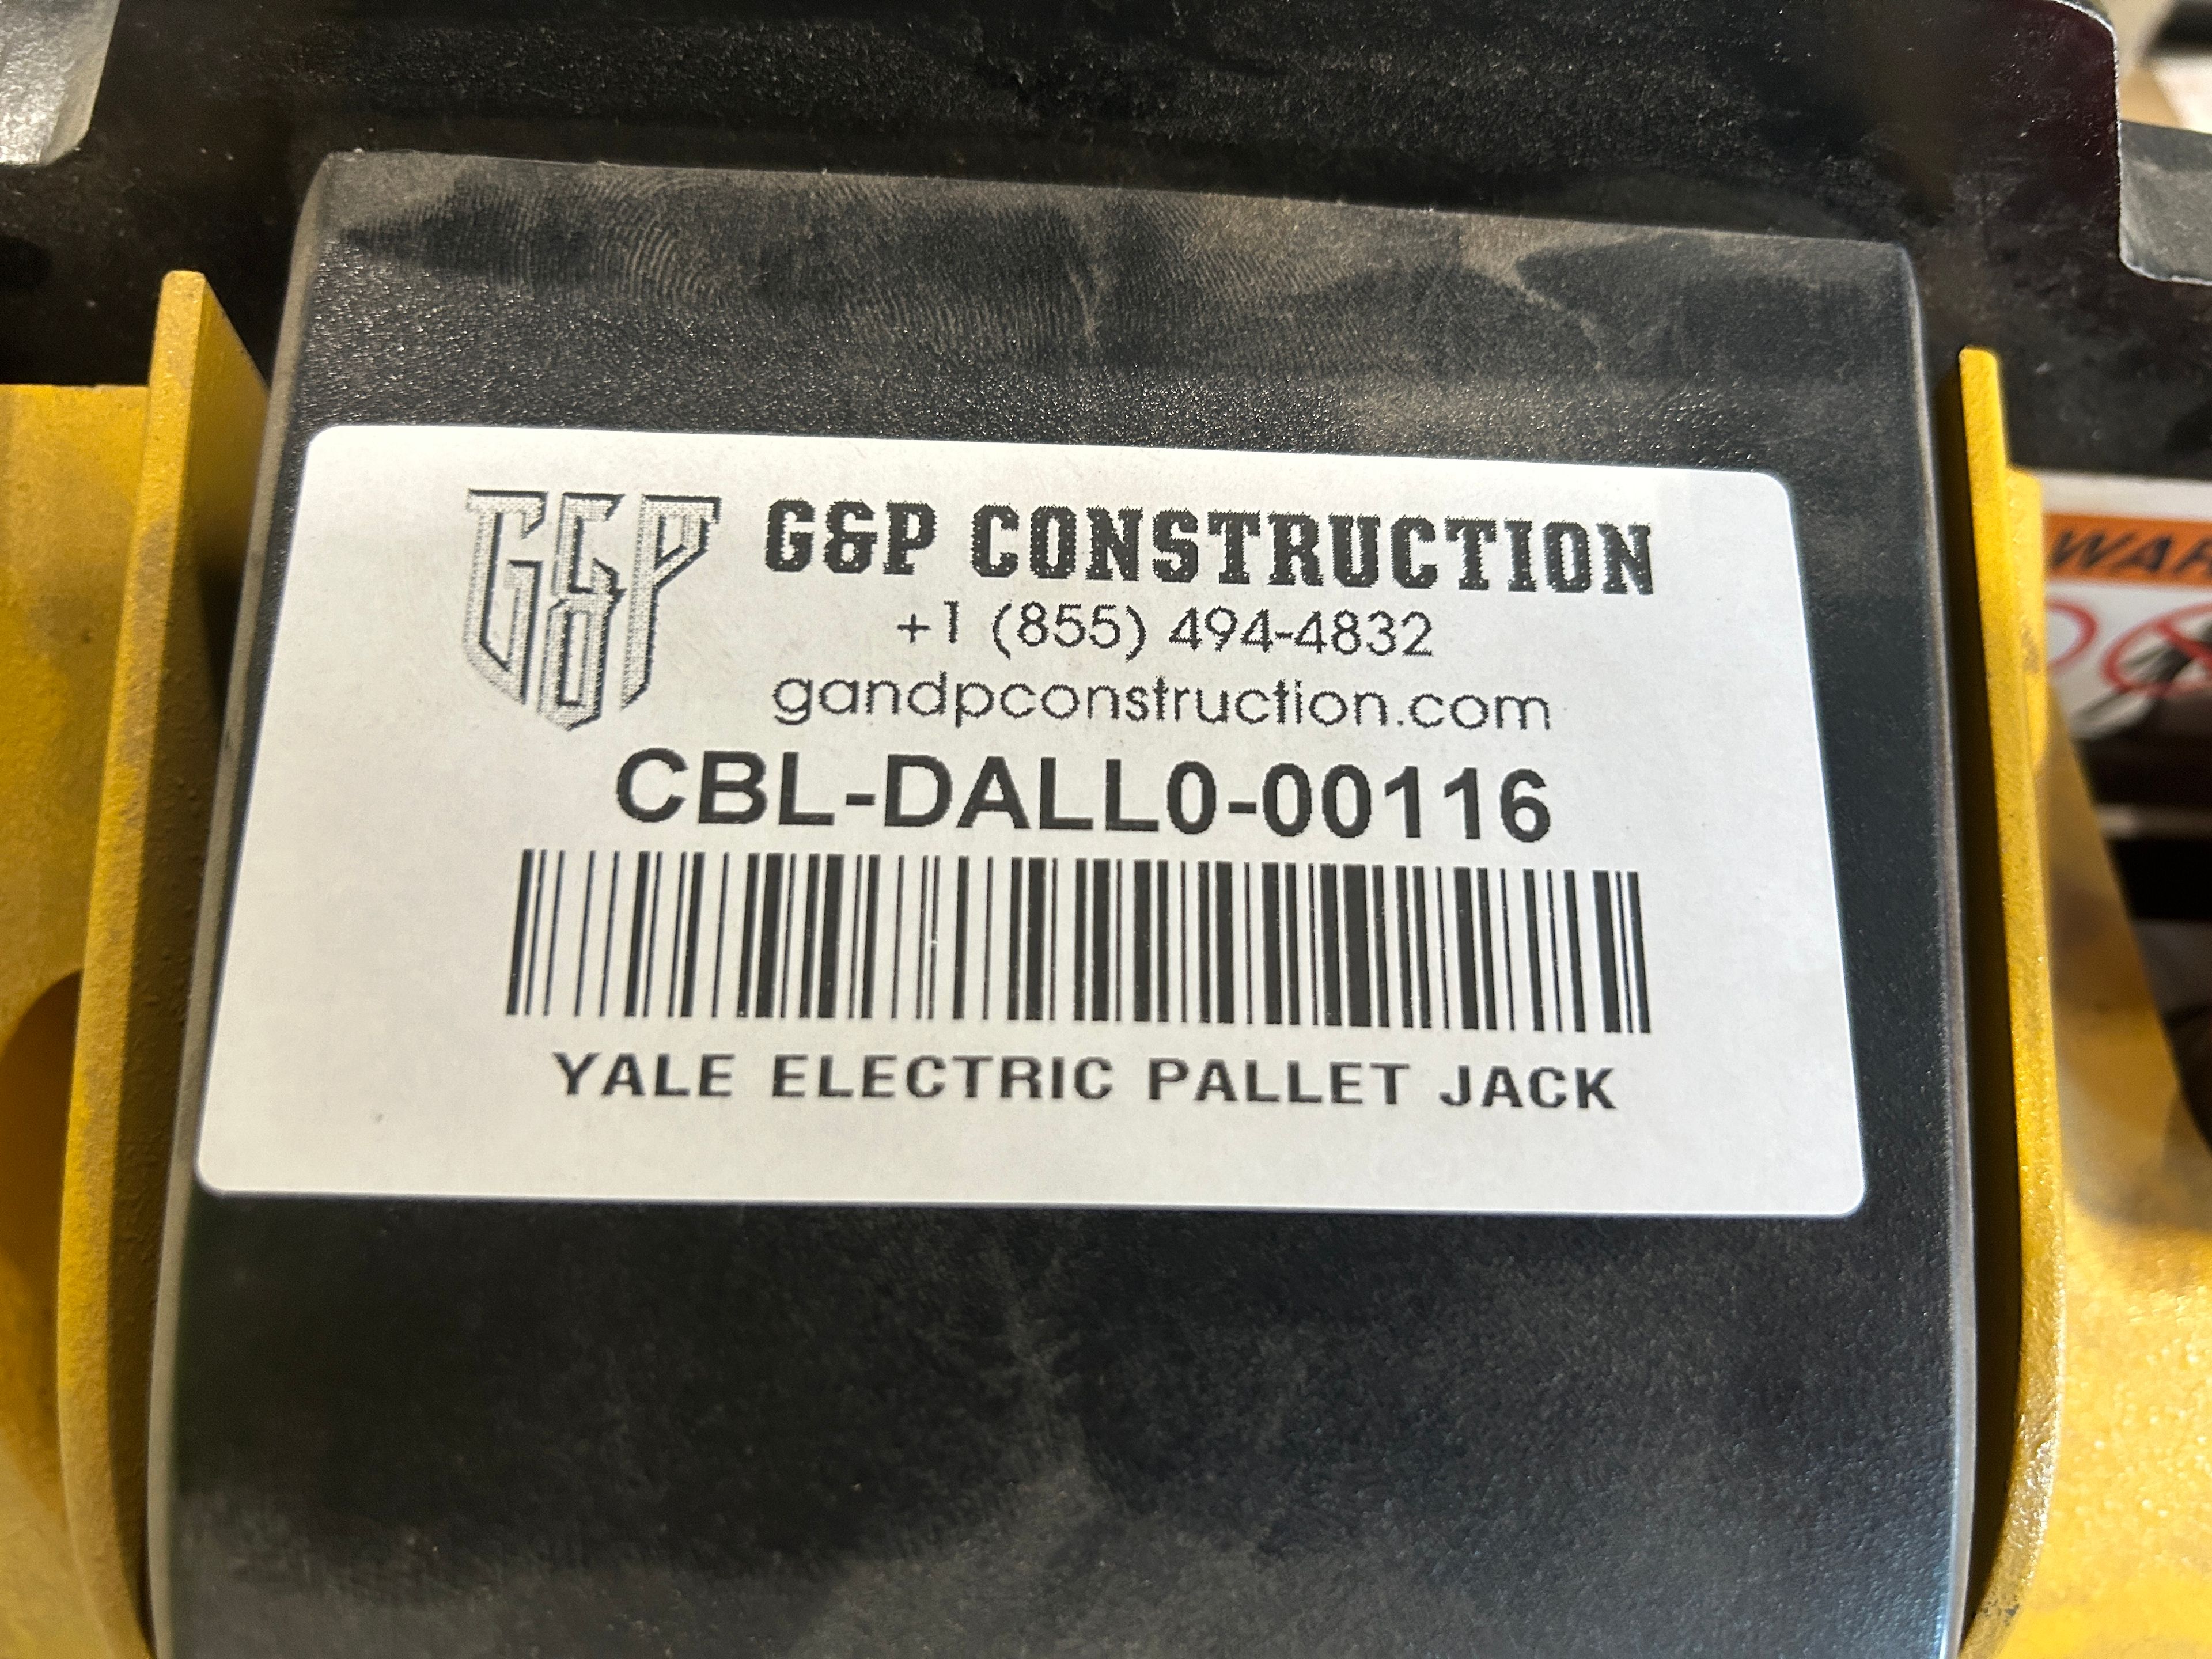 G&P
G&P CONSTRUCTION
+1 (855) 494-4832
gandpconstruction.com
CBL-DALL0-00116
YALE ELECTRIC PALLET JACK